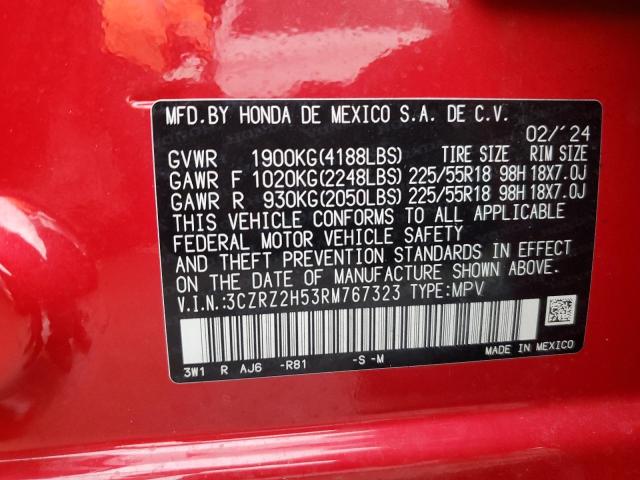 MFD.BY HONDA DE MEXICO S.A. DE C.V.
02/'24
GVWR 1900KG(4188LBS) TIRE SIZE RIM SIZE
GAWR F 1020KG(2248LBS) 225/55R18 98H 18X7.0J
GAWR R 930KG(2050LBS) 225/55R18 98H 18X7.0J
THIS VEHICLE CONFORMS TO ALL APPLICABLE
FEDERAL MOTOR VEHICLE SAFETY
AND THEFT PREVENTION STANDARDS IN EFFECT
ON THE DATE OF MANUFACTURE SHOWN ABOVE.
V.I.N.:3CZRZ2H53RM767323 TYPE:MPV
3W1 R AJ6 -R81 -S -M MADE IN MEXICO